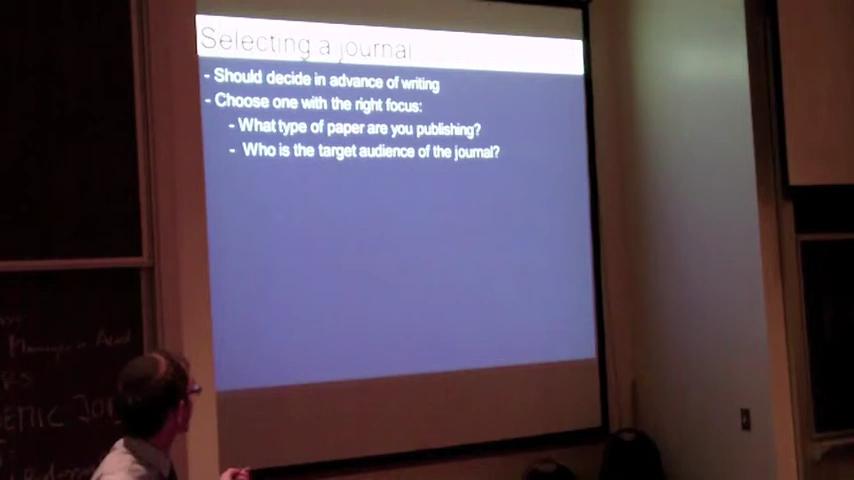 Selecting a journal
- Should decide in advance of writing
- Choose one with the right focus:
- What type of paper are you publishing?
- Who is the target audience of the journal?